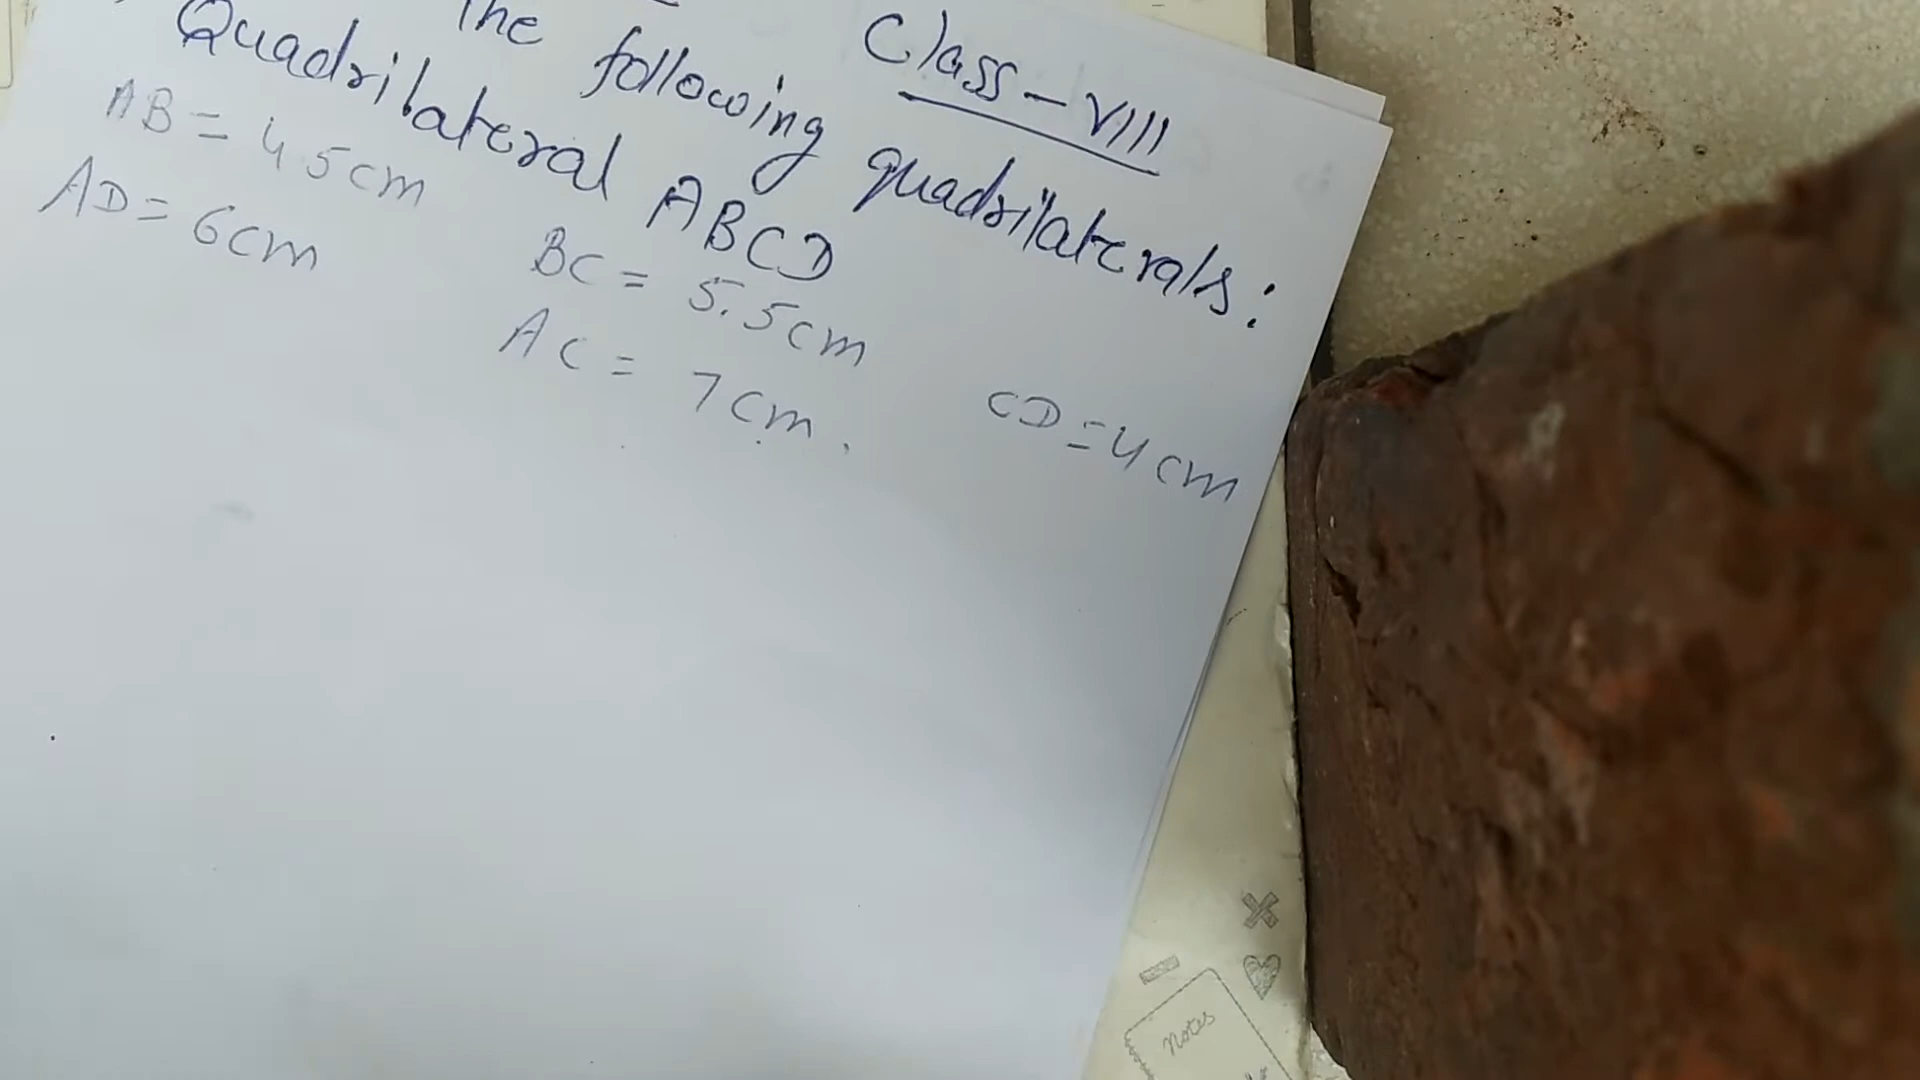 Class - VIII
The following quadrilaterals:
Quadrilateral ABCD
AB = 4 5cm BC = 5.5cm CD = 4cm
AD = 6cm AC = 7cm.
Notes